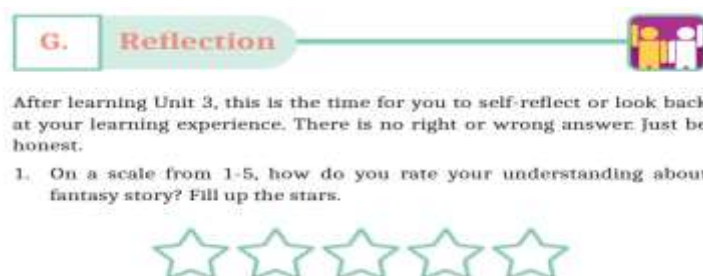 G. Reflection
After learning Unit 3, this is the time for you to self-reflect or look back
at your learning experience. There is no right or wrong answer. Just be
honest.
1. On a scale from 1-5, how do you rate your understanding about
fantasy story? Fill up the stars.